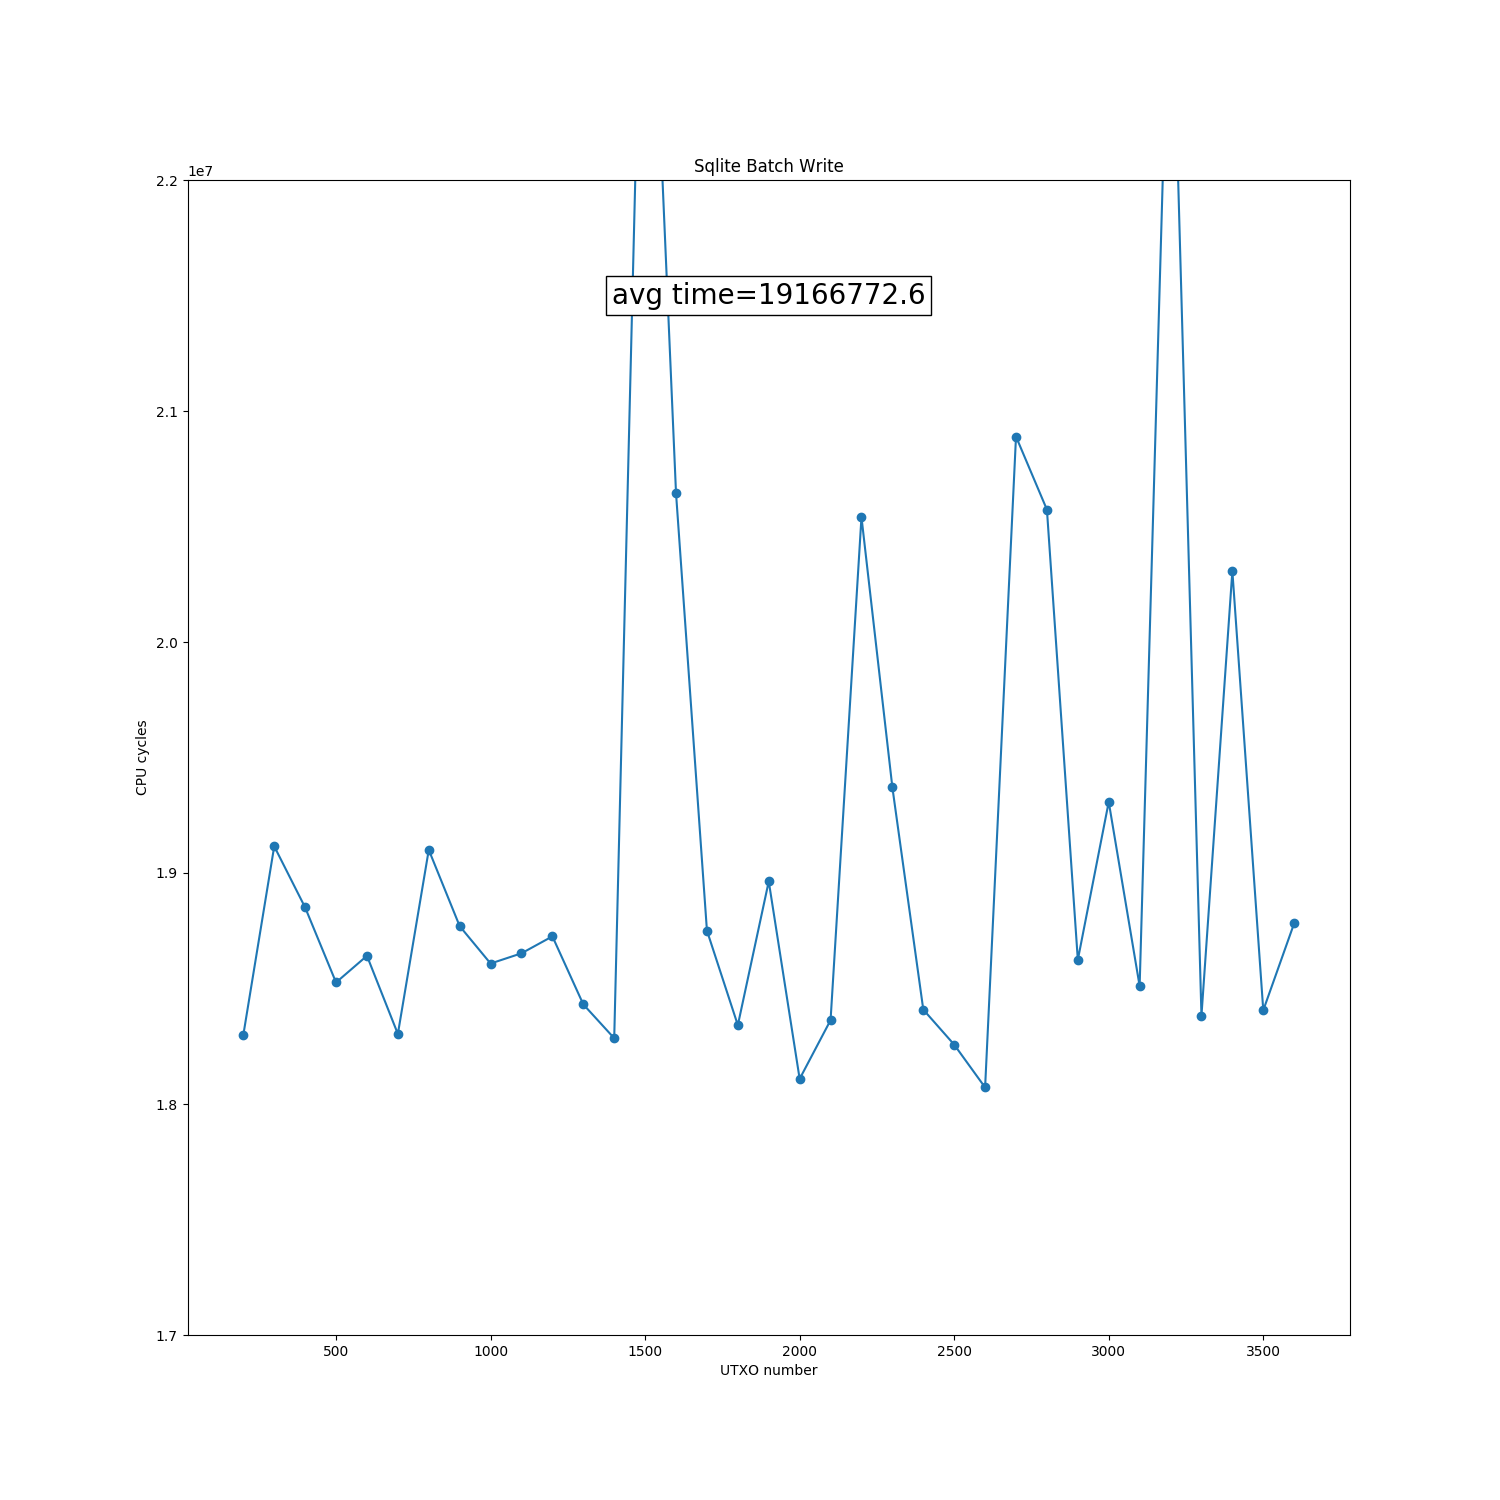 Sqlite Batch Write
1e7
2.2
avg time=19166772.6
2.1
2.0
CPU cycles
1.9
1.8
1.7
500 1000 1500 2000 2500 3000 3500
UTXO number